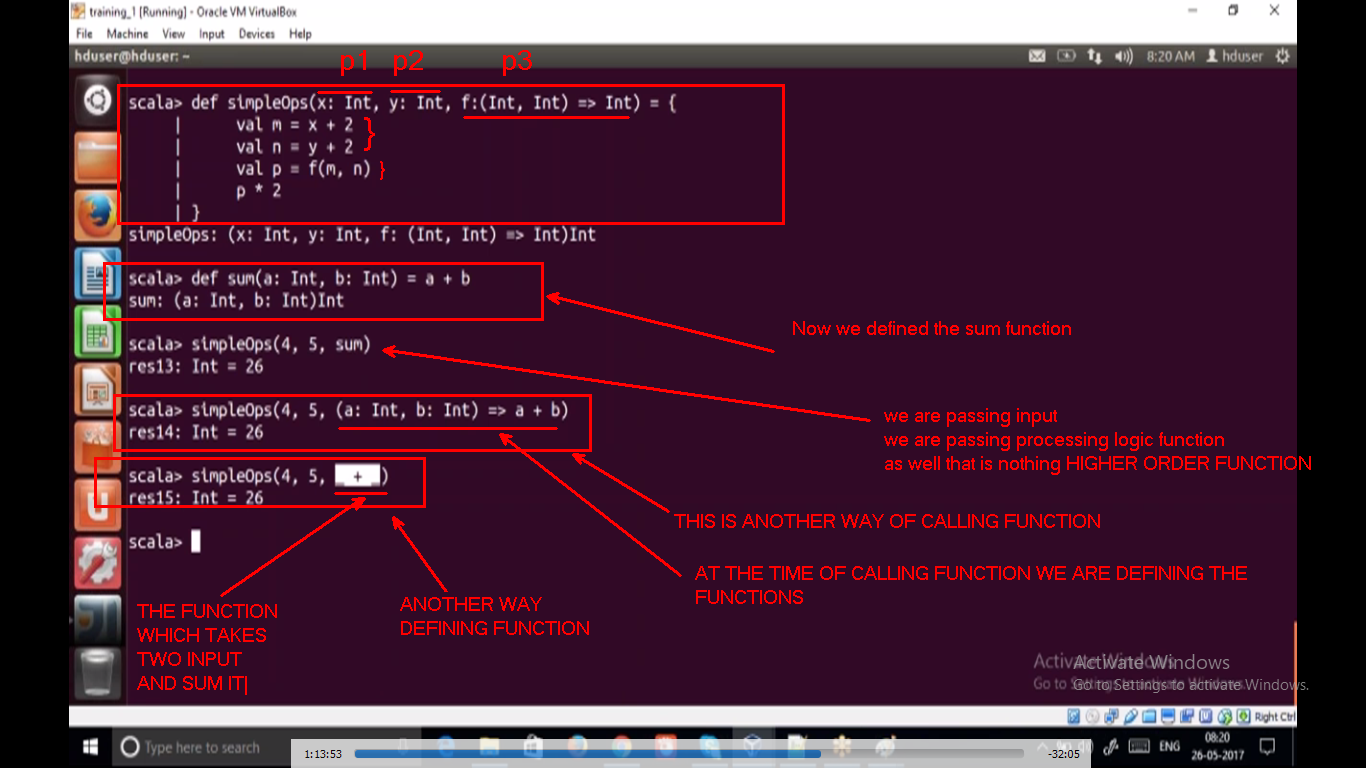 training_1 [Running] - Oracle VM VirtualBox
File Machine View Input Devices Help
hduser@hduser: ~
8:20 AM hduser
p1 p2 p3
scala> def simpleOps(x: Int, y: Int, f:(Int, Int) => Int) = {
| val m = x + 2 }
| val n = y + 2
| val p = f(m, n) }
| p * 2
| }
simpleOps: (x: Int, y: Int, f: (Int, Int) => Int)Int
scala> def sum(a: Int, b: Int) = a + b
sum: (a: Int, b: Int)Int
Now we defined the sum function
scala> simpleOps(4, 5, sum)
res13: Int = 26
scala> simpleOps(4, 5, (a: Int, b: Int) => a + b)
res14: Int = 26
we are passing input
we are passing processing logic function
as well that is nothing HIGHER ORDER FUNCTION
scala> simpleOps(4, 5, _ + _)
res15: Int = 26
THIS IS ANOTHER WAY OF CALLING FUNCTION
scala>
AT THE TIME OF CALLING FUNCTION WE ARE DEFINING THE
FUNCTIONS
THE FUNCTION
WHICH TAKES
TWO INPUT
AND SUM IT|
ANOTHER WAY
DEFINING FUNCTION
Activate Windows
Go to Settings to activate Windows.
Activate Windows
Go to Settings to activate Windows.
Right Ctrl
Type here to search
ENG
08:20
26-05-2017
1:13:53
-32:05